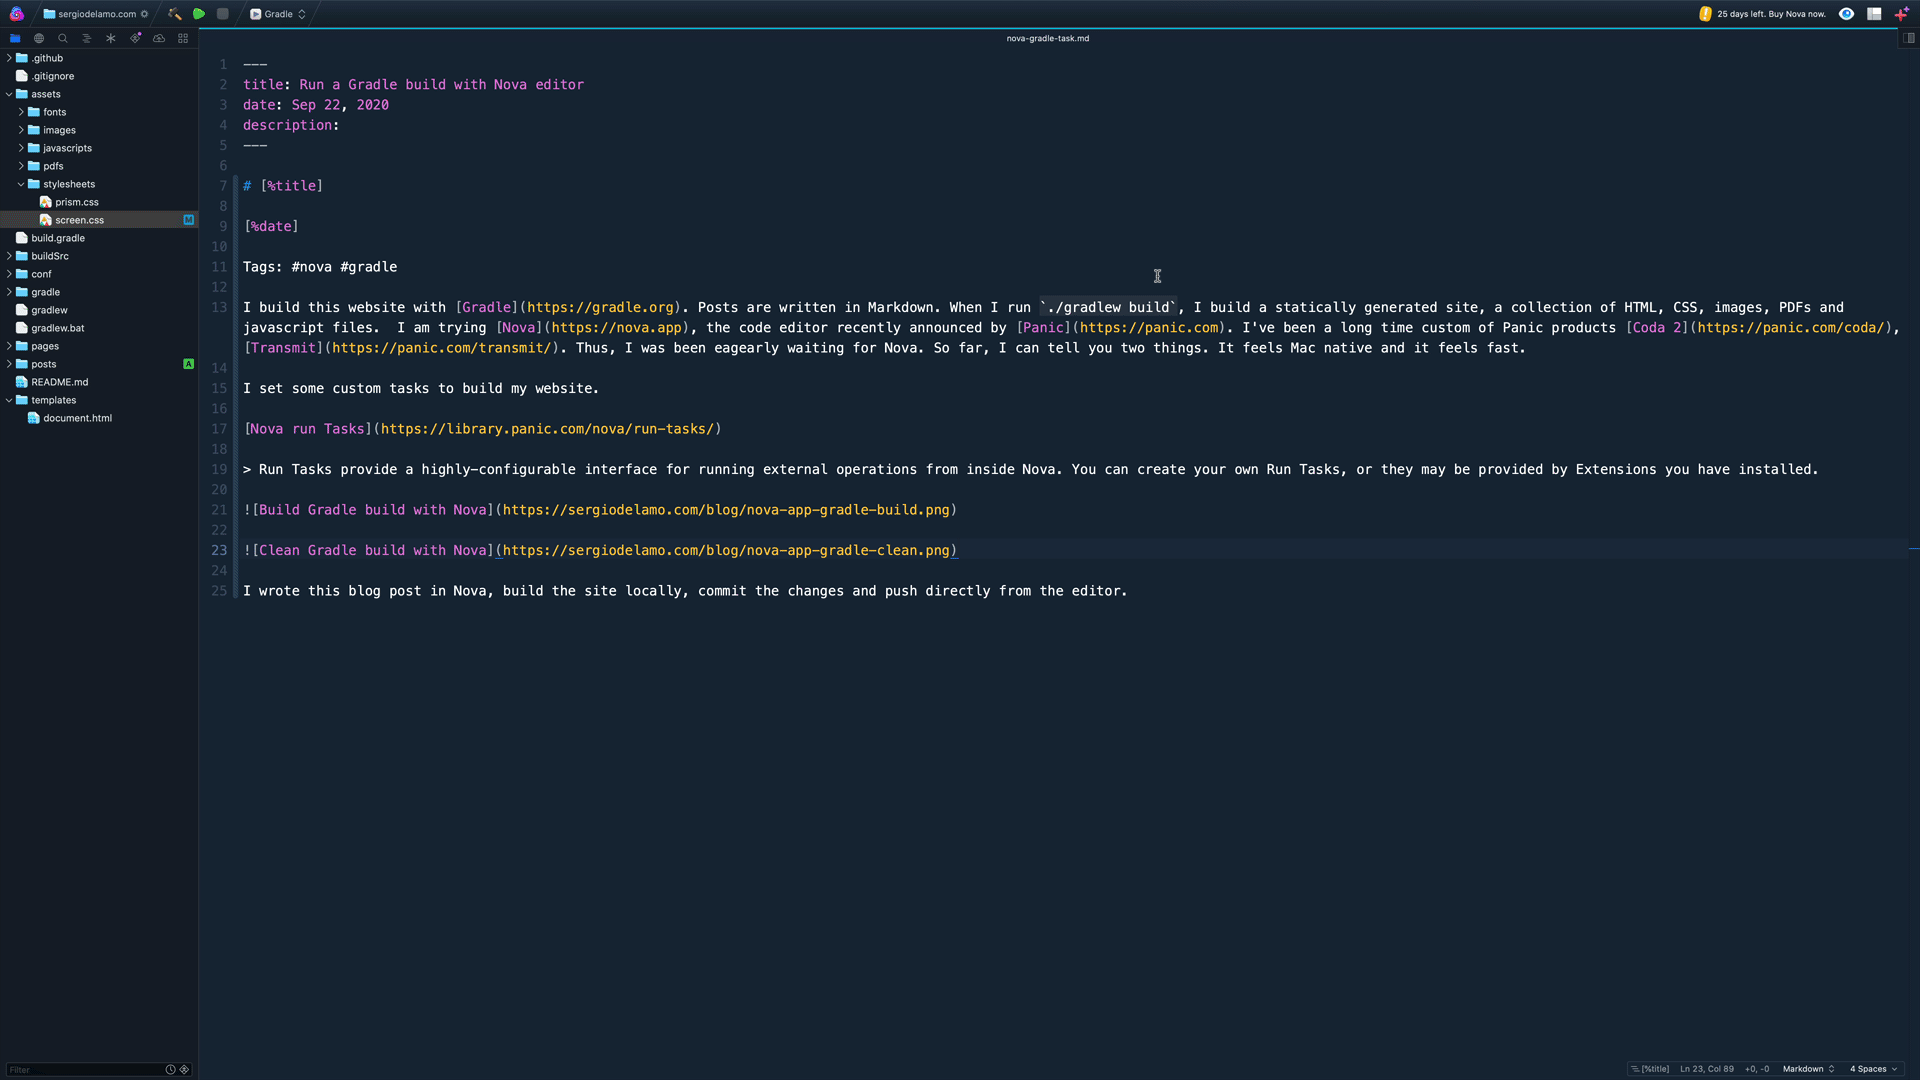 sergiodelamo.com
Gradle
25 days left. Buy Nova now.
nova-gradle-task.md
.github
.gitignore
assets
fonts
images
javascripts
pdfs
stylesheets
prism.css
screen.css M
build.gradle
buildSrc
conf
gradle
gradlew
gradlew.bat
pages
posts A
README.md
templates
document.html
Filter
1 ---
2 title: Run a Gradle build with Nova editor
3 date: Sep 22, 2020
4 description:
5 ---
6
7 # [%title]
8
9 [%date]
10
11 Tags: #nova #gradle
12
13 I build this website with [Gradle](https://gradle.org). Posts are written in Markdown. When I run `./gradlew build`, I build a statically generated site, a collection of HTML, CSS, images, PDFs and
javascript files.  I am trying [Nova](https://nova.app), the code editor recently announced by [Panic](https://panic.com). I've been a long time custom of Panic products [Coda 2](https://panic.com/coda/),
[Transmit](https://panic.com/transmit/). Thus, I was been eagearly waiting for Nova. So far, I can tell you two things. It feels Mac native and it feels fast.
14
15 I set some custom tasks to build my website.
16
17 [Nova run Tasks](https://library.panic.com/nova/run-tasks/)
18
19 > Run Tasks provide a highly-configurable interface for running external operations from inside Nova. You can create your own Run Tasks, or they may be provided by Extensions you have installed.
20
21 ![Build Gradle build with Nova](https://sergiodelamo.com/blog/nova-app-gradle-build.png)
22
23 ![Clean Gradle build with Nova](https://sergiodelamo.com/blog/nova-app-gradle-clean.png)
24
25 I wrote this blog post in Nova, build the site locally, commit the changes and push directly from the editor.
[%title] Ln 23, Col 89 +0, -0 Markdown 4 Spaces